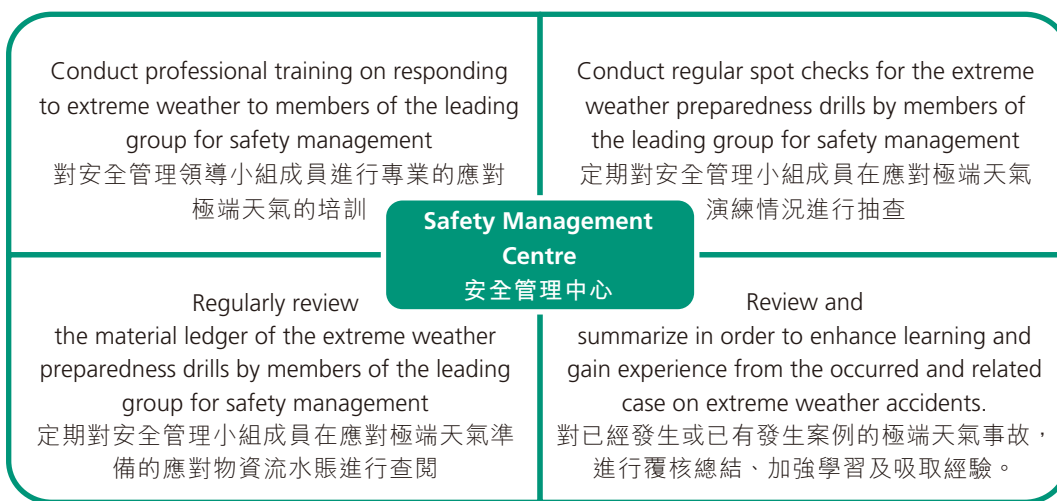 Conduct professional training on responding
to extreme weather to members of the leading
group for safety management
對安全管理領導小組成員進行專業的應對
極端天氣的培訓
Conduct regular spot checks for the extreme
weather preparedness drills by members of
the leading group for safety management
定期對安全管理小組成員在應對極端天氣
演練情況進行抽查
Safety Management
Centre
安全管理中心
Regularly review
the material ledger of the extreme weather
preparedness drills by members of the leading
group for safety management
定期對安全管理小組成員在應對極端天氣準
備的應對物資流水賬進行查閱
Review and
summarize in order to enhance learning and
gain experience from the occurred and related
case on extreme weather accidents.
對已經發生或已有發生案例的極端天氣事故，
進行覆核總結、加強學習及吸取經驗。